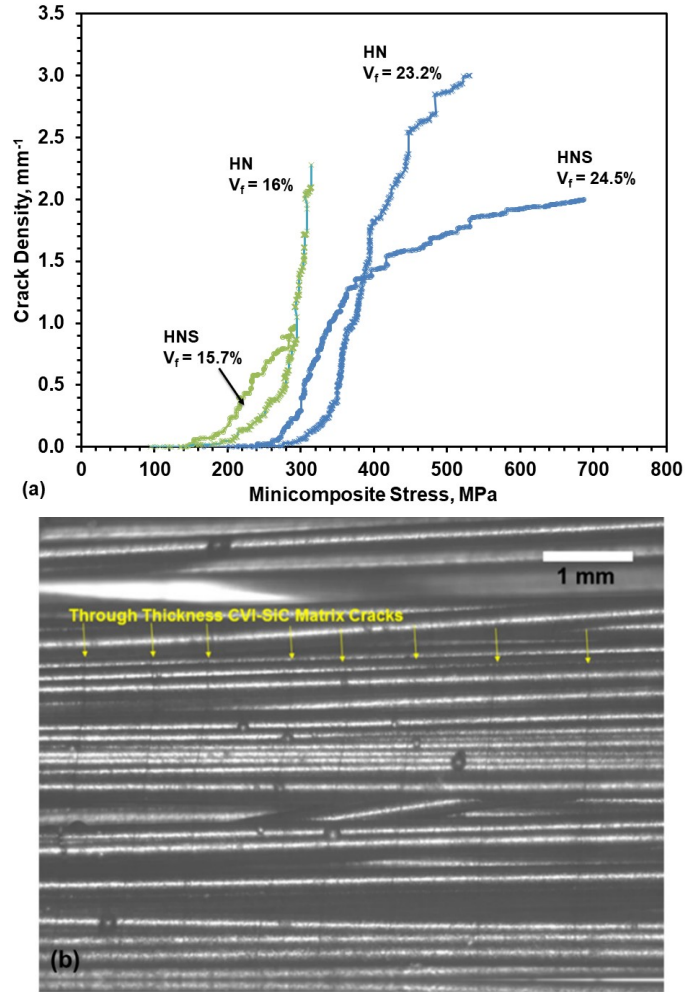 3.5
3.0
2.5
2.0
1.5
1.0
0.5
0.0
Crack Density, mm-1
HN
Vf = 23.2%
HNS
Vf = 24.5%
HN
Vf = 16%
HNS
Vf = 15.7%
0 100 200 300 400 500 600 700 800
(a)
Minicomposite Stress, MPa
1 mm
Through Thickness CVI-SiC Matrix Cracks
(b)